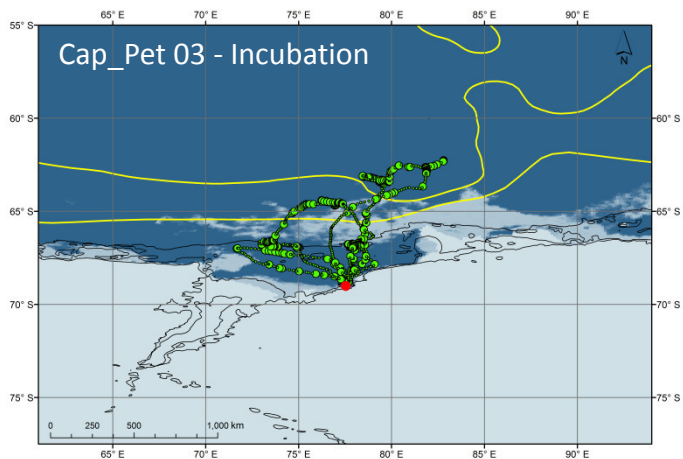 65° E 70° E 75° E 80° E 85° E 90° E
55° S 55° S
Cap_Pet 03 - Incubation
N
60° S 60° S
65° S 65° S
70° S 70° S
75° S 75° S
0 250 500 1,000 km
65° E 70° E 75° E 80° E 85° E 90° E